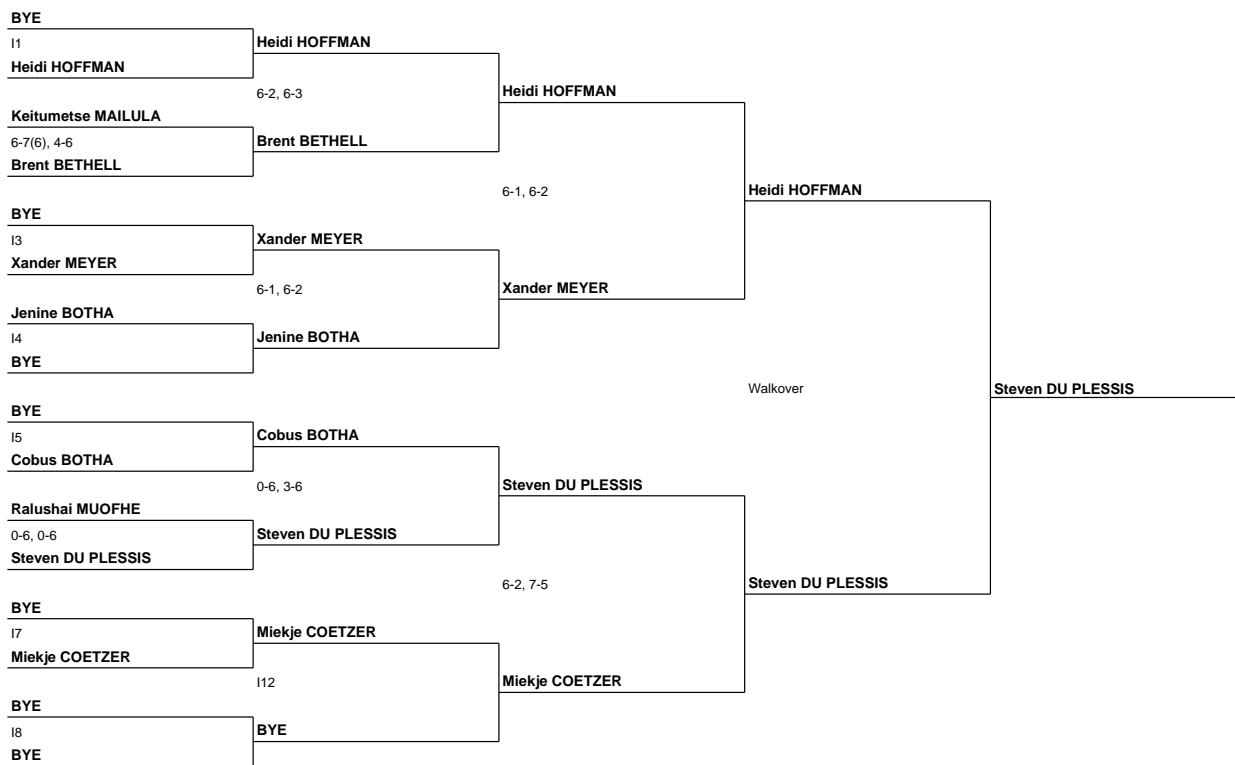 BYE
I1
Heidi HOFFMAN
Heidi HOFFMAN
6-2, 6-3
Heidi HOFFMAN
Keitumetse MAILULA
6-7(6), 4-6
Brent BETHELL
Brent BETHELL
6-1, 6-2
Heidi HOFFMAN
BYE
I3
Xander MEYER
Xander MEYER
6-1, 6-2
Xander MEYER
Jenine BOTHA
I4
Jenine BOTHA
BYE
Walkover
Steven DU PLESSIS
BYE
I5
Cobus BOTHA
Cobus BOTHA
0-6, 3-6
Steven DU PLESSIS
Ralushai MUOFHE
0-6, 0-6
Steven DU PLESSIS
Steven DU PLESSIS
6-2, 7-5
Steven DU PLESSIS
BYE
I7
Miekje COETZER
Miekje COETZER
I12
Miekje COETZER
BYE
I8
BYE
BYE